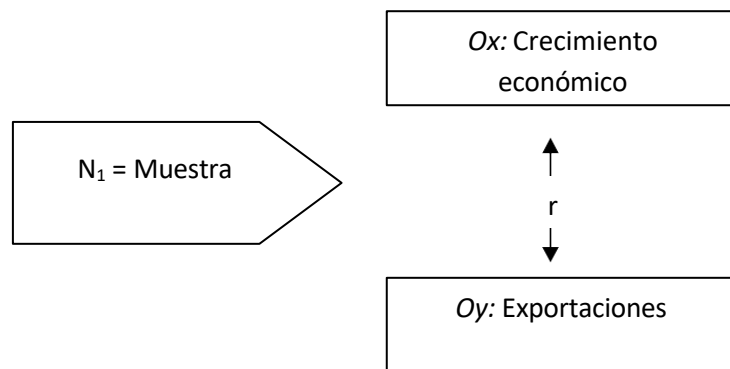 Ox: Crecimiento
económico
N₁ = Muestra
r
Oy: Exportaciones